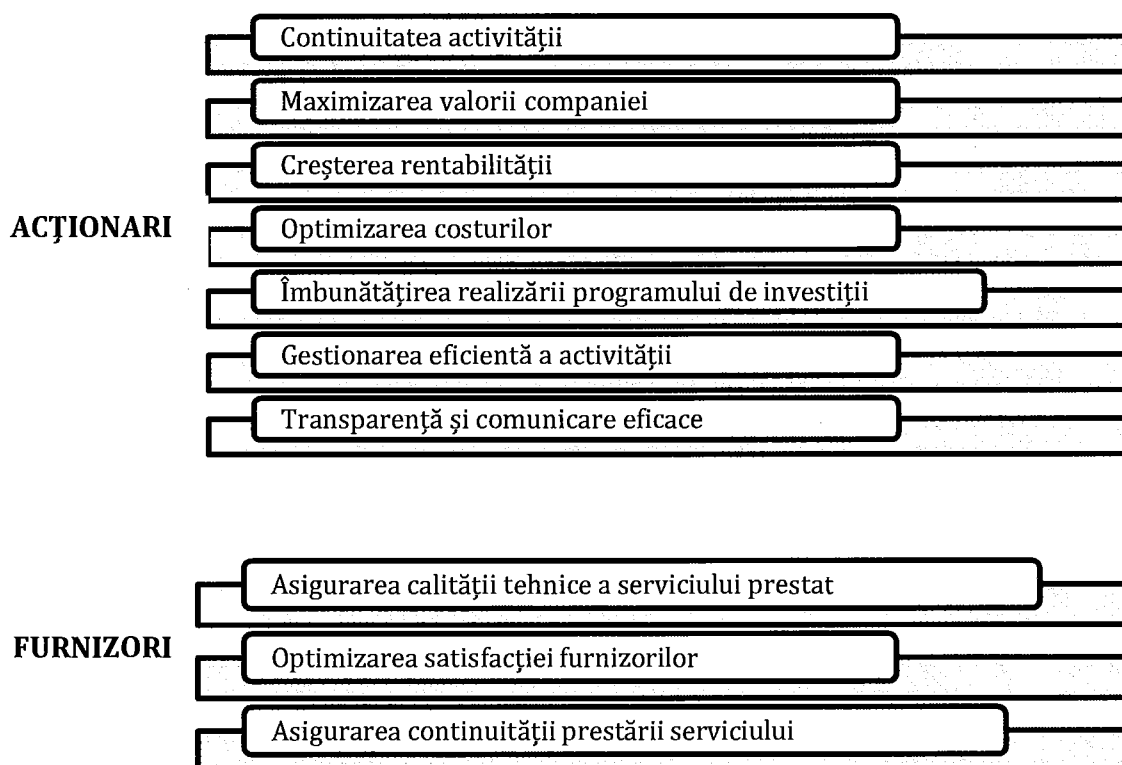 Continuitatea activității
Maximizarea valorii companiei
Creșterea rentabilității
ACȚIONARI
Optimizarea costurilor
Îmbunătățirea realizării programului de investiții
Gestionarea eficientă a activității
Transparență și comunicare eficace
Asigurarea calității tehnice a serviciului prestat
FURNIZORI
Optimizarea satisfacției furnizorilor
Asigurarea continuității prestării serviciului